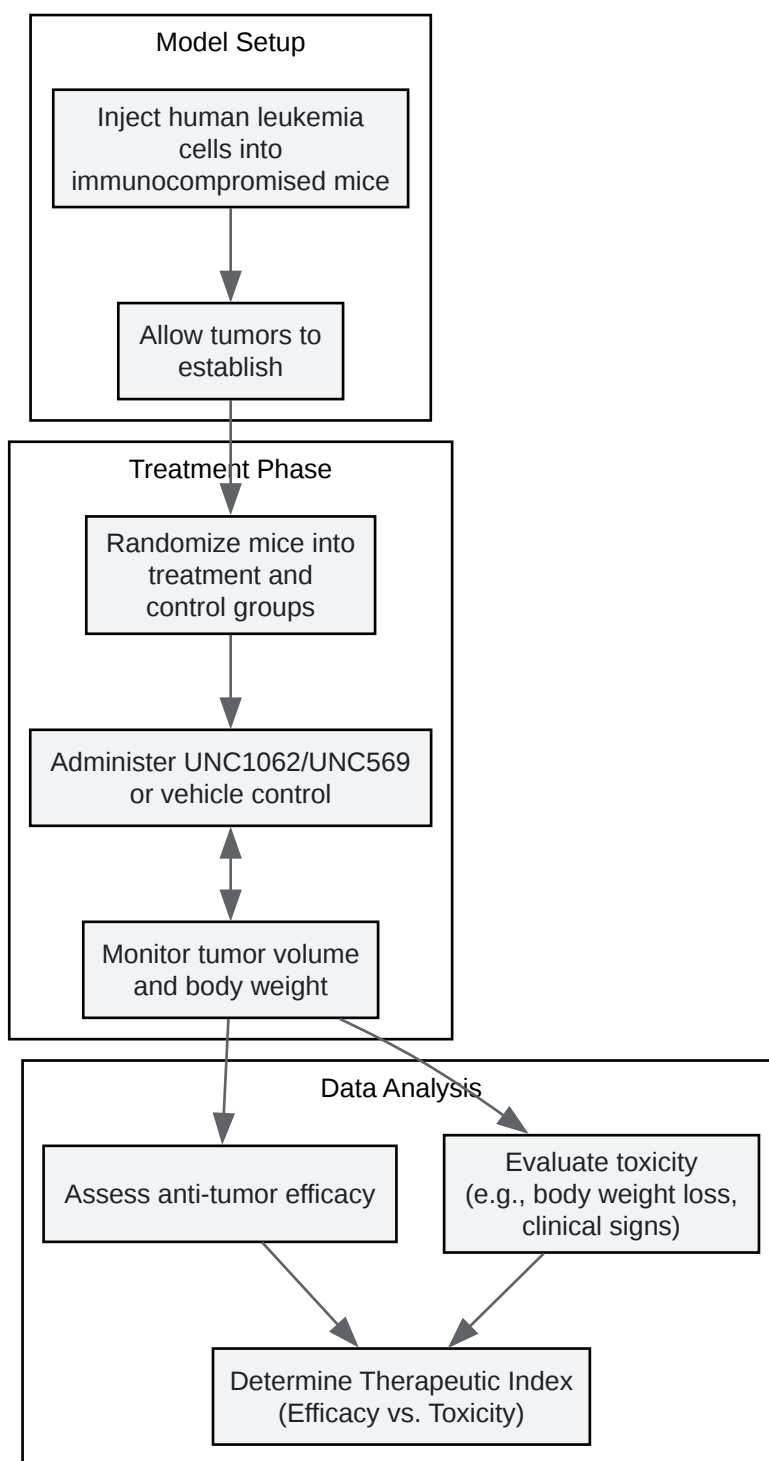 Model Setup
Inject human leukemia
cells into
immunocompromised mice
Allow tumors to
establish
Treatment Phase
Randomize mice into
treatment and
control groups
Administer UNC1062/UNC569
or vehicle control
Monitor tumor volume
and body weight
Data Analysis
Assess anti-tumor efficacy
Evaluate toxicity
(e.g., body weight loss,
clinical signs)
Determine Therapeutic Index
(Efficacy vs. Toxicity)